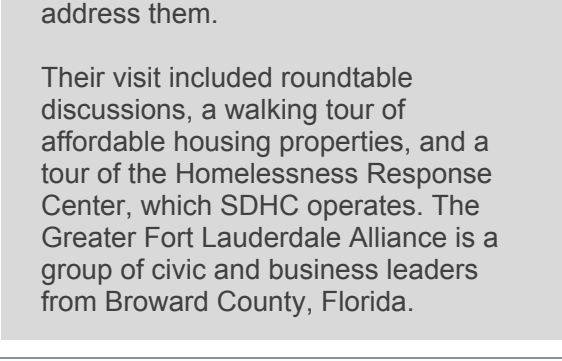 address them.
Their visit included roundtable
discussions, a walking tour of
affordable housing properties, and a
tour of the Homelessness Response
Center, which SDHC operates. The
Greater Fort Lauderdale Alliance is a
group of civic and business leaders
from Broward County, Florida.